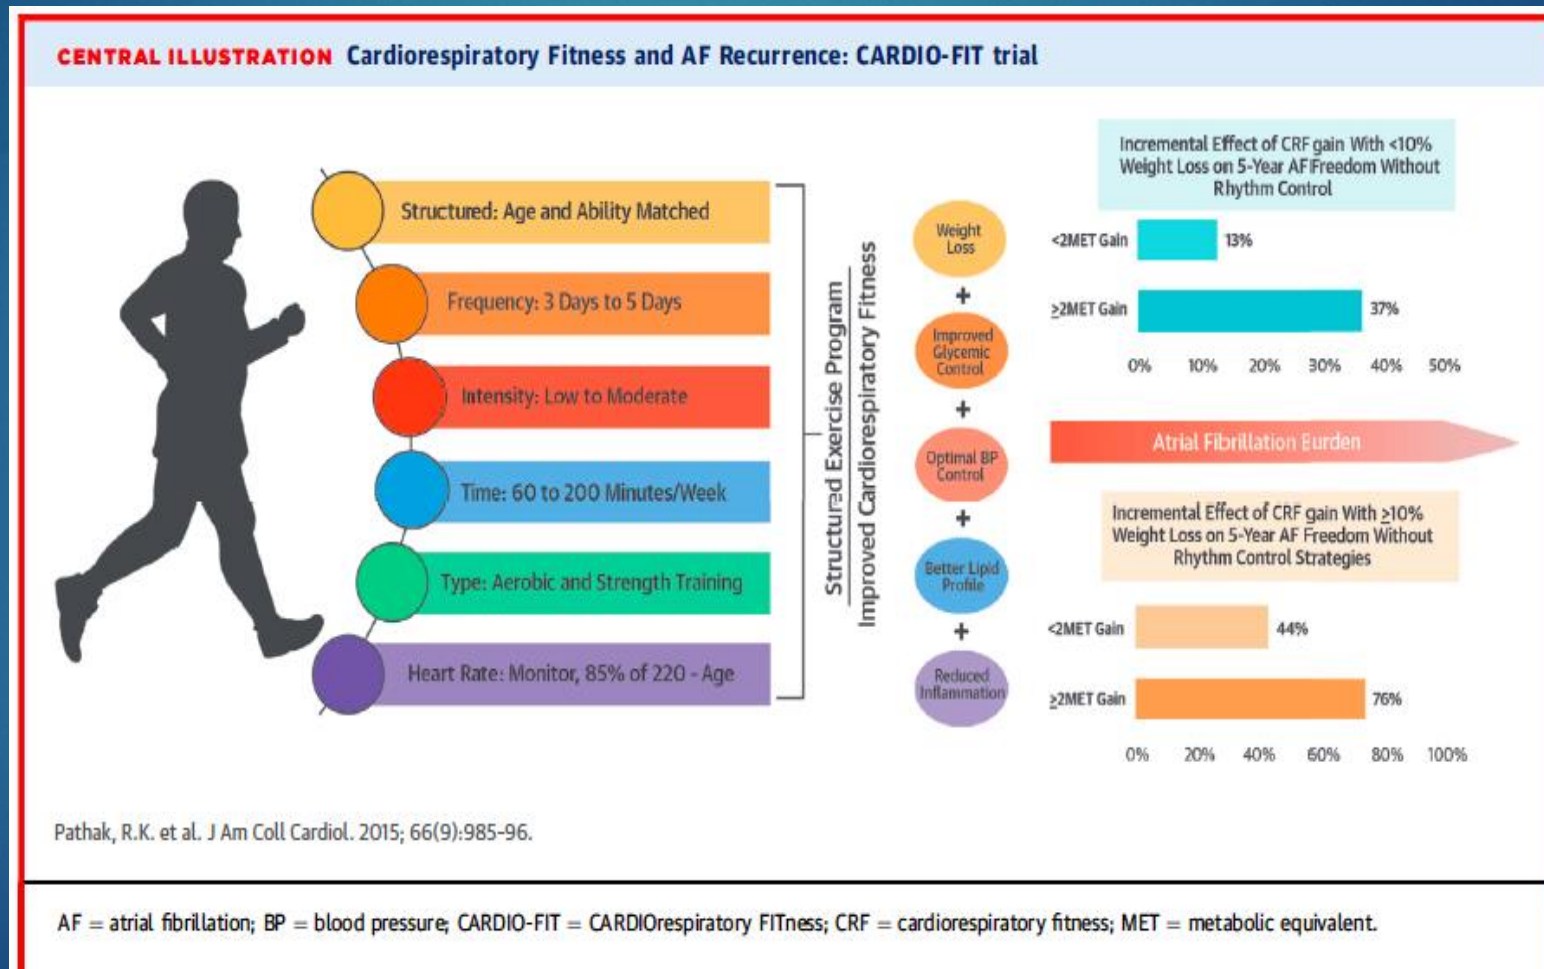 CENTRAL ILLUSTRATION Cardiorespiratory Fitness and AF Recurrence: CARDIO-FIT trial
Structured: Age and Ability Matched
Frequency: 3 Days to 5 Days
Intensity: Low to Moderate
Time: 60 to 200 Minutes/Week
Type: Aerobic and Strength Training
Heart Rate: Monitor, 85% of 220 - Age
Structured Exercise Program
Improved Cardiorespiratory Fitness
Weight
Loss
+
Improved
Glycemic
Control
+
Optimal BP
Control
+
Better Lipid
Profile
+
Reduced
Inflammation
Incremental Effect of CRF gain With <10%
Weight Loss on 5-Year AF Freedom Without
Rhythm Control
<2MET Gain 13%
≥2MET Gain 37%
0% 10% 20% 30% 40% 50%
Atrial Fibrillation Burden
Incremental Effect of CRF gain With ≥10%
Weight Loss on 5-Year AF Freedom Without
Rhythm Control Strategies
<2MET Gain 44%
≥2MET Gain 76%
0% 20% 40% 60% 80% 100%
Pathak, R.K. et al. J Am Coll Cardiol. 2015; 66(9):985-96.
AF = atrial fibrillation; BP = blood pressure; CARDIO-FIT = CARDIOrespiratory FITness; CRF = cardiorespiratory fitness; MET = metabolic equivalent.